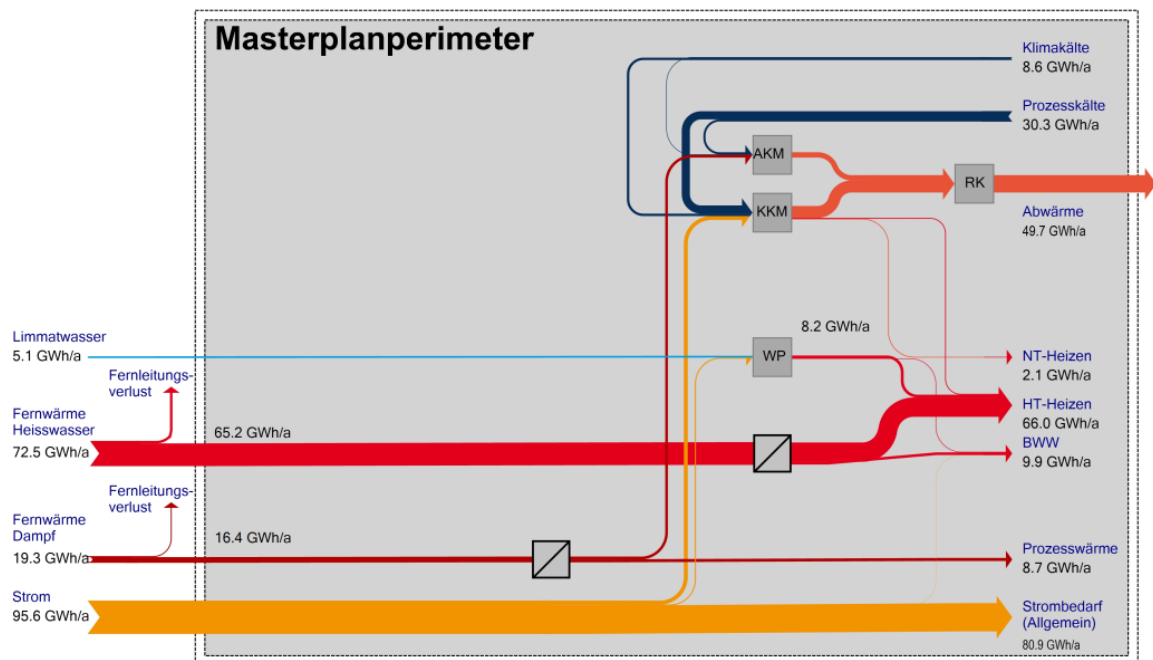 Masterplanperimeter
Klimakälte
8.6 GWh/a
Prozesskälte
30.3 GWh/a
AKM
RK
KKM
Abwärme
49.7 GWh/a
Limmatwasser
5.1 GWh/a
8.2 GWh/a
WP
NT-Heizen
2.1 GWh/a
Fernleitungs-
verlust
HT-Heizen
66.0 GWh/a
Fernwärme
Heisswasser
72.5 GWh/a
65.2 GWh/a
BWW
9.9 GWh/a
Fernleitungs-
verlust
Fernwärme
Dampf
19.3 GWh/a
16.4 GWh/a
Prozesswärme
8.7 GWh/a
Strom
95.6 GWh/a
Strombedarf
(Allgemein)
80.9 GWh/a